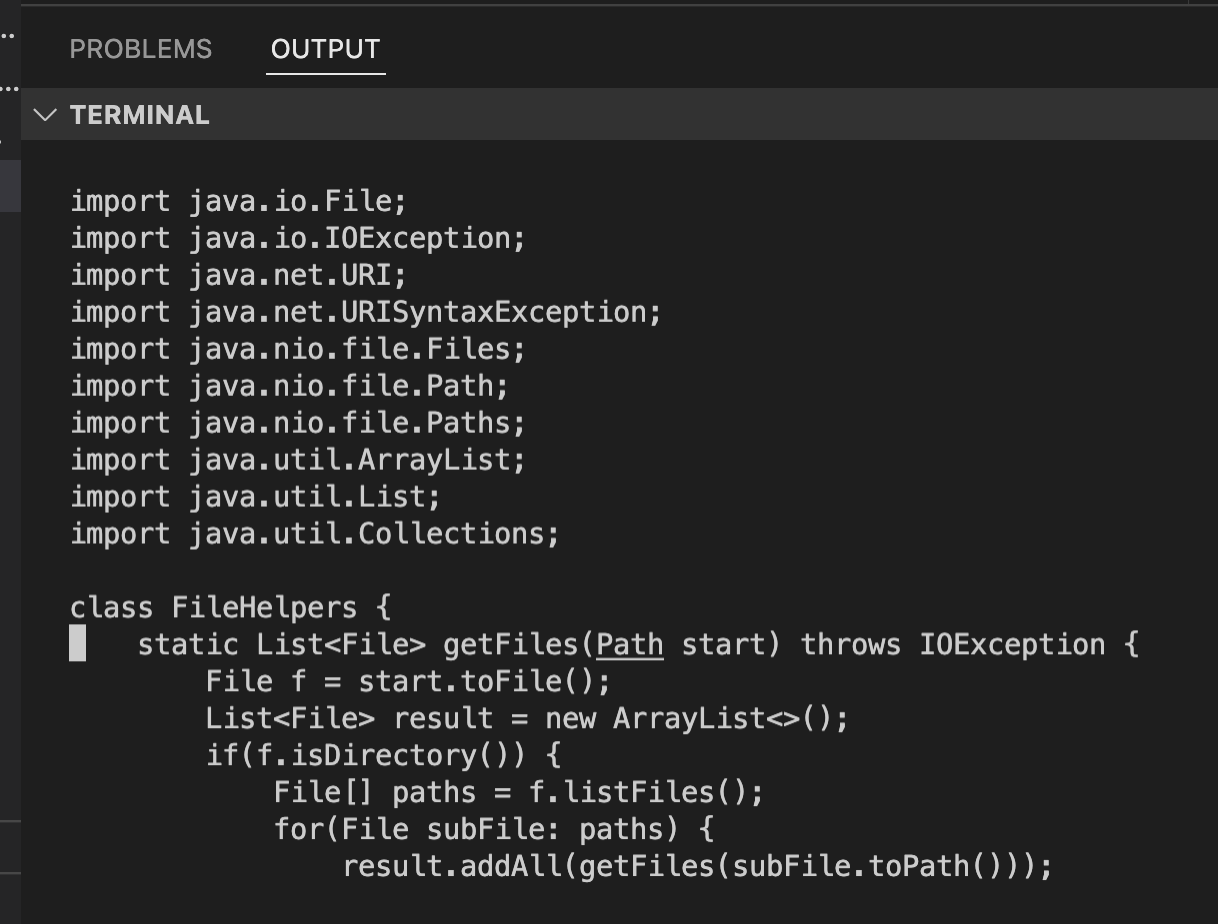 PROBLEMS OUTPUT
TERMINAL
import java.io.File;
import java.io.IOException;
import java.net.URI;
import java.net.URISyntaxException;
import java.nio.file.Files;
import java.nio.file.Path;
import java.nio.file.Paths;
import java.util.ArrayList;
import java.util.List;
import java.util.Collections;

class FileHelpers {
    static List<File> getFiles(Path start) throws IOException {
        File f = start.toFile();
        List<File> result = new ArrayList<>();
        if(f.isDirectory()) {
            File[] paths = f.listFiles();
            for(File subFile: paths) {
                result.addAll(getFiles(subFile.toPath()));